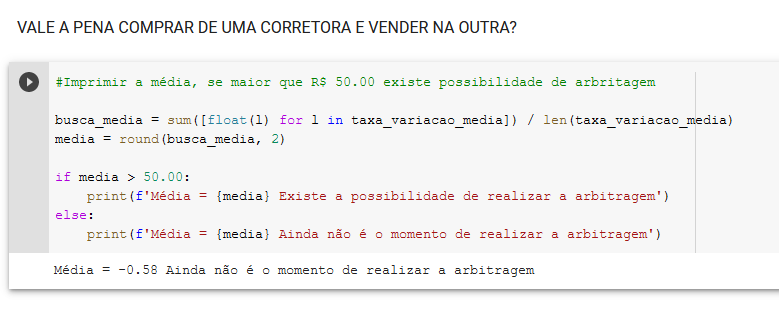 VALE A PENA COMPRAR DE UMA CORRETORA E VENDER NA OUTRA?
#Imprimir a média, se maior que R$ 50.00 existe possibilidade de arbritagem
busca_media = sum([float(l) for l in taxa_variacao_media]) / len(taxa_variacao_media)
media = round(busca_media, 2)
if media > 50.00:
    print(f'Média = {media} Existe a possibilidade de realizar a arbitragem')
else:
    print(f'Média = {media} Ainda não é o momento de realizar a arbitragem')
Média = -0.58 Ainda não é o momento de realizar a arbitragem